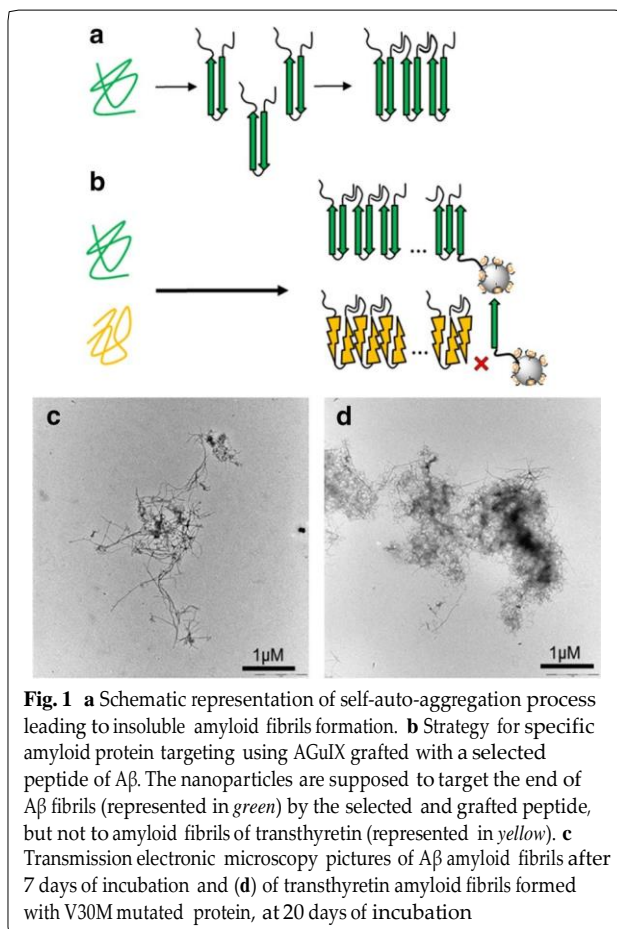 a
b
...
...
c
d
1µM
1µM
Fig. 1 a Schematic representation of self-auto-aggregation process
leading to insoluble amyloid fibrils formation. b Strategy for specific
amyloid protein targeting using AGuIX grafted with a selected
peptide of Aβ. The nanoparticles are supposed to target the end of
Aβ fibrils (represented in green) by the selected and grafted peptide,
but not to amyloid fibrils of transthyretin (represented in yellow). c
Transmission electronic microscopy pictures of Aβ amyloid fibrils after
7 days of incubation and (d) of transthyretin amyloid fibrils formed
with V30M mutated protein, at 20 days of incubation